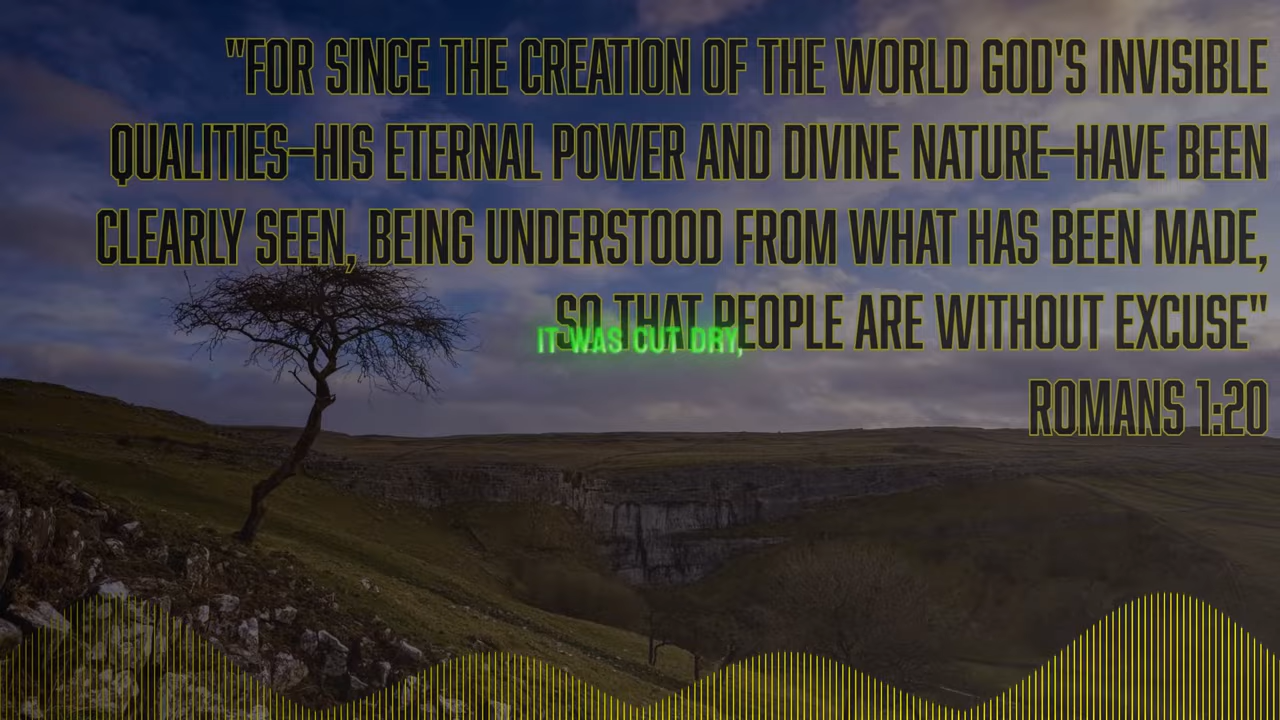 "FOR SINCE THE CREATION OF THE WORLD GOD'S INVISIBLE
QUALITIES—HIS ETERNAL POWER AND DIVINE NATURE—HAVE BEEN
CLEARLY SEEN, BEING UNDERSTOOD FROM WHAT HAS BEEN MADE,
SO THAT PEOPLE ARE WITHOUT EXCUSE"
IT WAS CUT DRY,
ROMANS 1:20